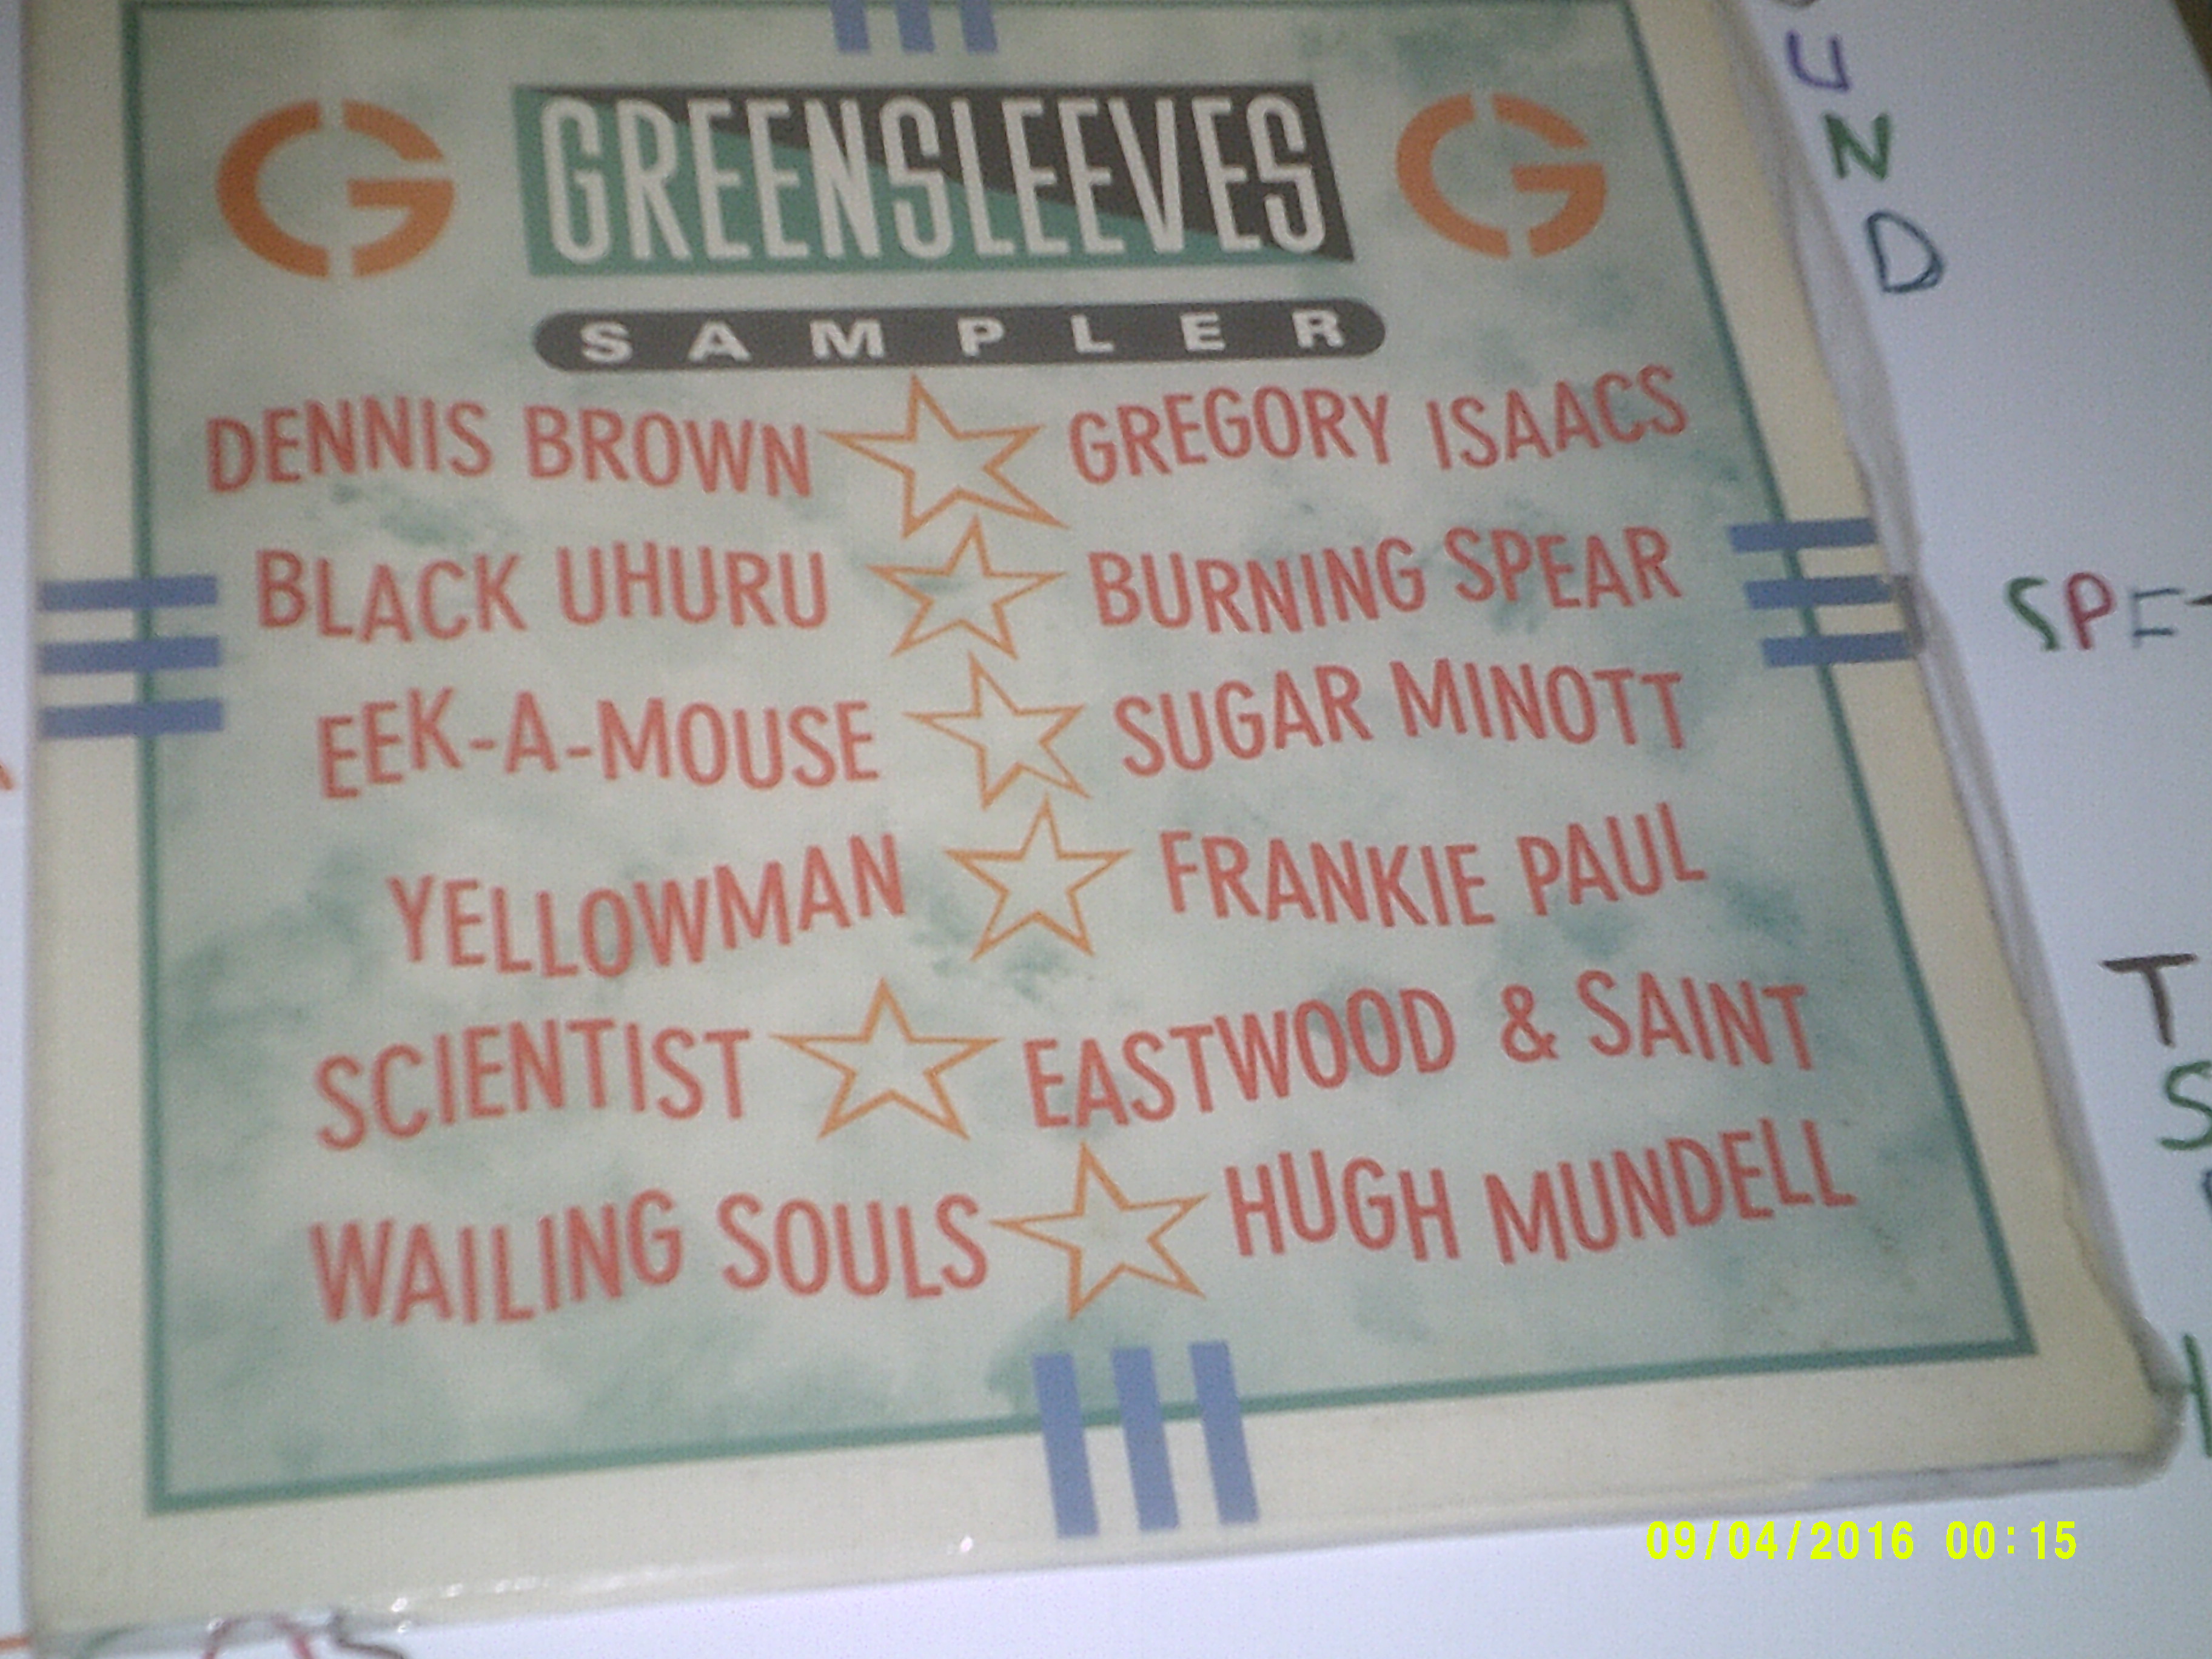 G GREENSLEEVES G
SAMPLER
DENNIS BROWN GREGORY ISAACS
BLACK UHURU BURNING SPEAR
EEK-A-MOUSE SUGAR MINOTT
YELLOWMAN FRANKIE PAUL
SCIENTIST EASTWOOD & SAINT
WAILING SOULS HUGH MUNDELL
U
N
D
SPE
T
S
09/04/2016 00:15